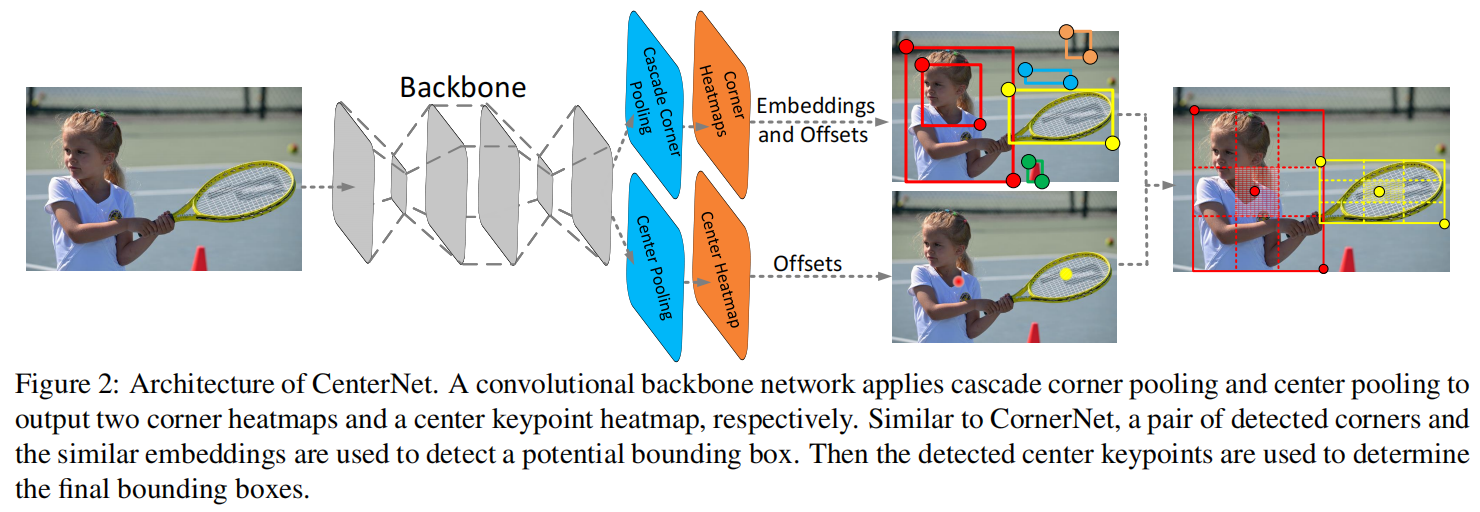 Backbone
Cascade Corner
Pooling
Corner
Heatmaps
Embeddings
and Offsets
Center Pooling
Center Heatmap
Offsets
Figure 2: Architecture of CenterNet. A convolutional backbone network applies cascade corner pooling and center pooling to
output two corner heatmaps and a center keypoint heatmap, respectively. Similar to CornerNet, a pair of detected corners and
the similar embeddings are used to detect a potential bounding box. Then the detected center keypoints are used to determine
the final bounding boxes.